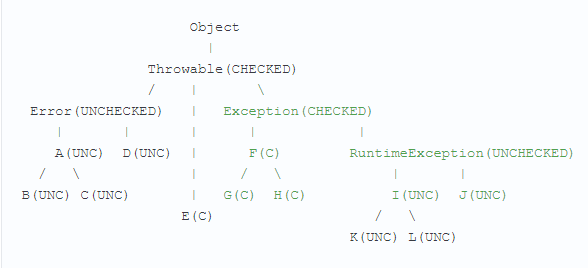 Object
|
Throwable(CHECKED)
/ | \
Error(UNCHECKED) | Exception(CHECKED)
| | | | |
A(UNC) D(UNC) | F(C) RuntimeException(UNCHECKED)
/ \ | / \ | |
B(UNC) C(UNC) | G(C) H(C) I(UNC) J(UNC)
E(C) / \
K(UNC) L(UNC)